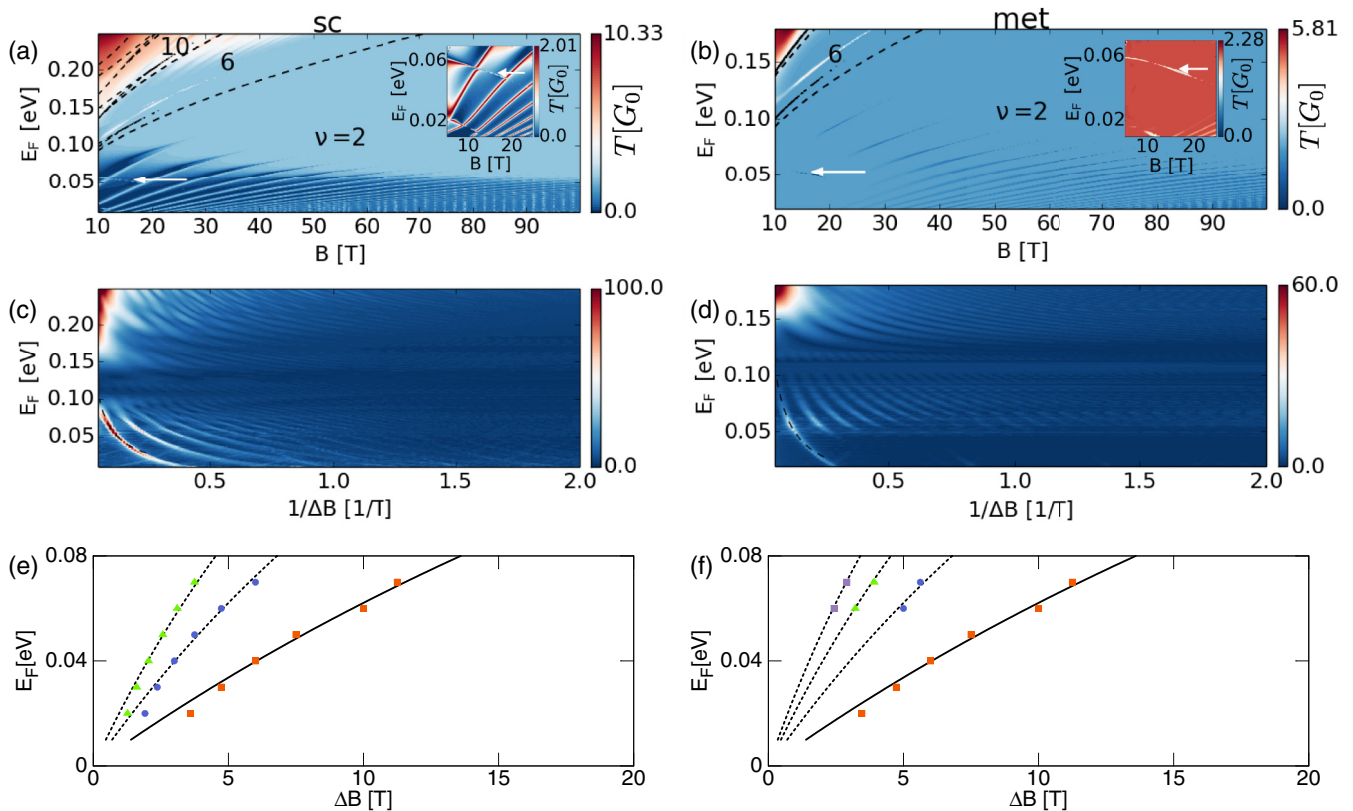 sc
met
(a)
10
6
ν=2
0.20
0.15
0.10
0.05
E_F [eV]
10 20 30 40 50 60 70 80 90
B [T]
10.33
0.0
T[G_0]
0.06
0.02
E_F [eV]
10 20
B [T]
2.01
0.0
T[G_0]
(b)
6
ν=2
0.15
0.10
0.05
E_F [eV]
10 20 30 40 50 60 70 80 90
B [T]
5.81
0.0
T[G_0]
0.06
0.02
E_F [eV]
10 20
B [T]
2.28
0.0
T[G_0]
(c)
0.20
0.15
0.10
0.05
E_F [eV]
0.5 1.0 1.5 2.0
1/ΔB [1/T]
100.0
0.0
(d)
0.15
0.10
0.05
E_F [eV]
0.5 1.0 1.5 2.0
1/ΔB [1/T]
60.0
0.0
(e)
0.08
0.04
0
E_F[eV]
0 5 10 15 20
ΔB [T]
(f)
0.08
0.04
0
E_F[eV]
0 5 10 15 20
ΔB [T]